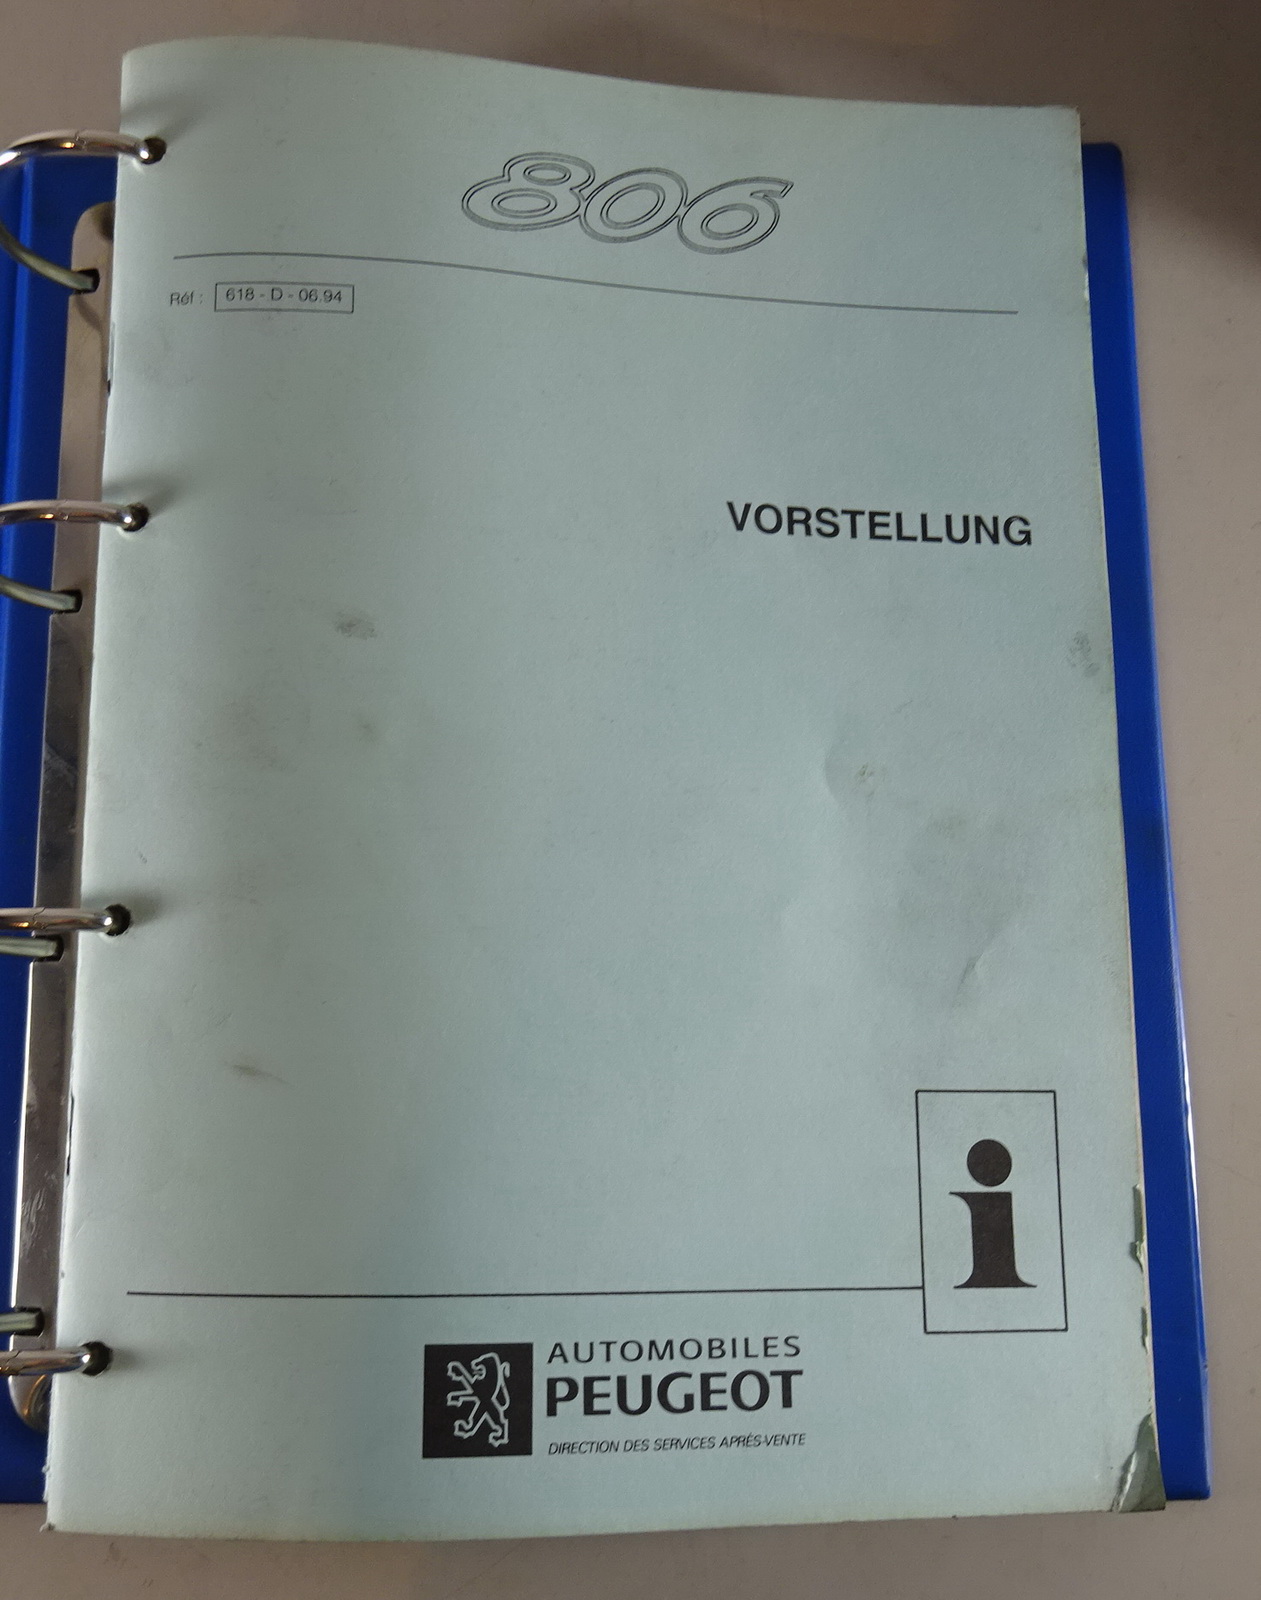 806
Réf : 618 - D - 06.94
VORSTELLUNG
i
AUTOMOBILES
PEUGEOT
DIRECTION DES SERVICES APRÈS-VENTE